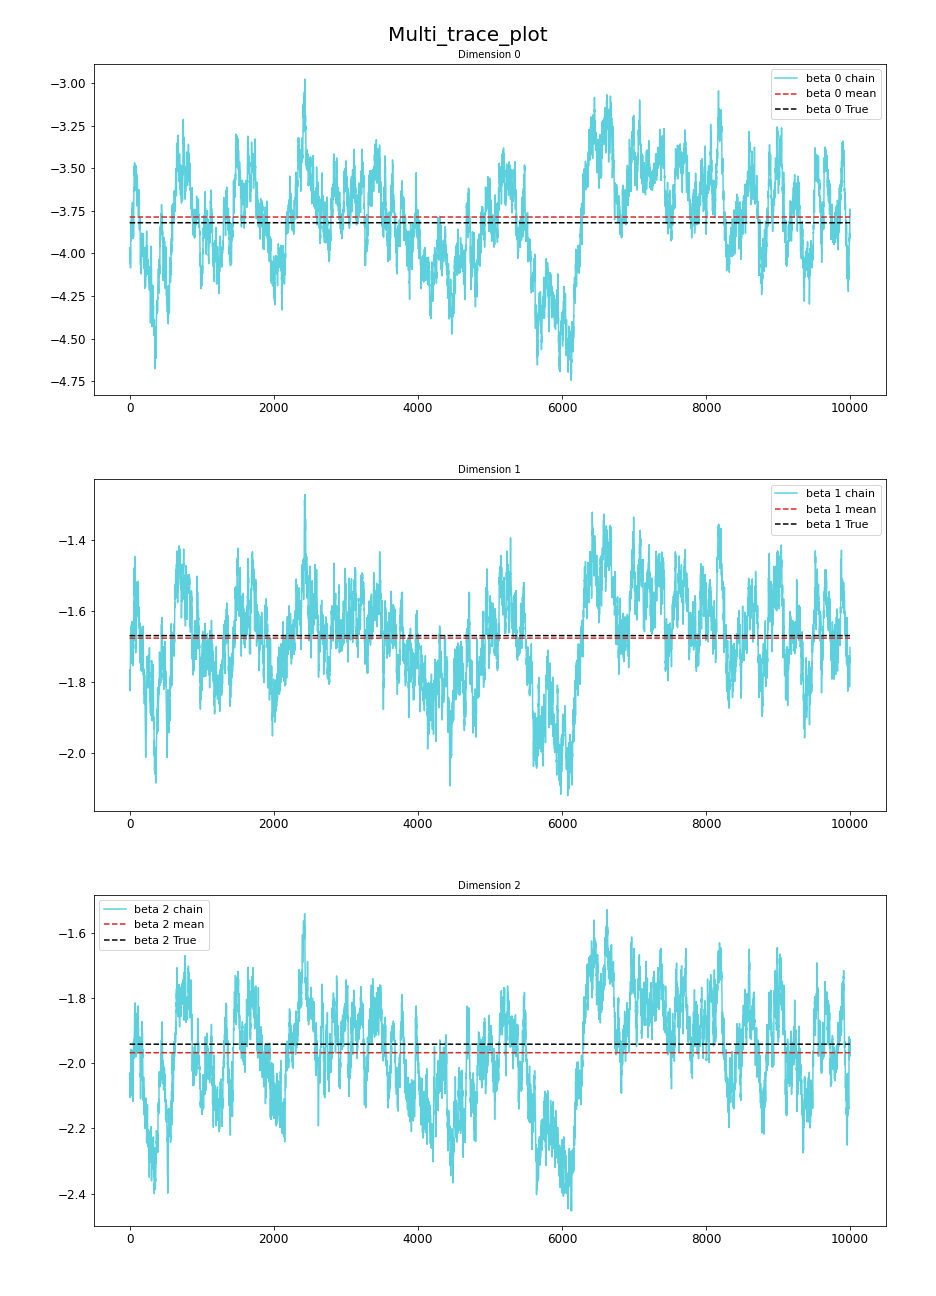 Multi_trace_plot
Dimension 0
beta 0 chain
beta 0 mean
beta 0 True
−3.00
−3.25
−3.50
−3.75
−4.00
−4.25
−4.50
−4.75
0 2000 4000 6000 8000 10000
Dimension 1
beta 1 chain
beta 1 mean
beta 1 True
−1.4
−1.6
−1.8
−2.0
0 2000 4000 6000 8000 10000
Dimension 2
beta 2 chain
beta 2 mean
beta 2 True
−1.6
−1.8
−2.0
−2.2
−2.4
0 2000 4000 6000 8000 10000